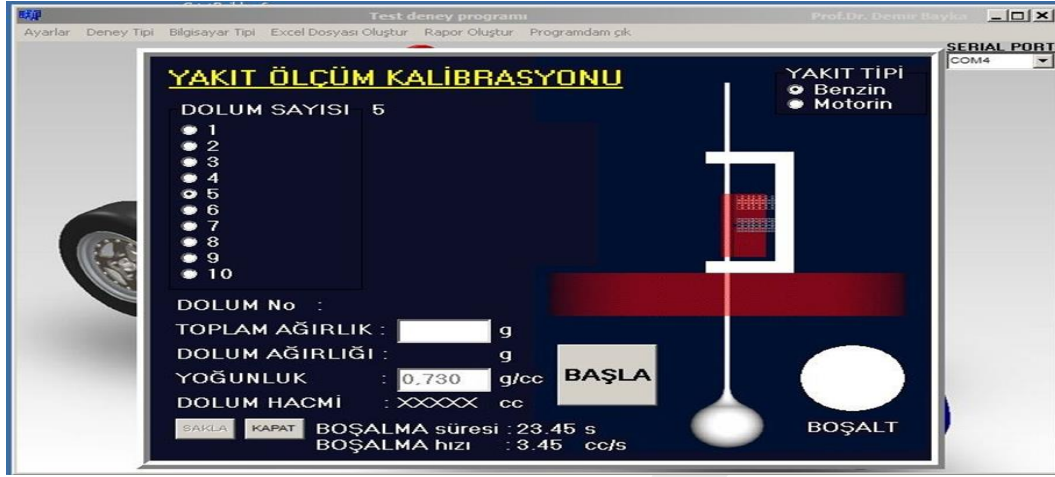 Test deney programı Prof.Dr. Demir Bayka
Ayarlar Deney Tipi Bilgisayar Tipi Excel Dosyası Oluştur Rapor Oluştur Programdam çık
SERIAL PORT
COM4
YAKIT ÖLÇÜM KALİBRASYONU
YAKIT TİPİ
Benzin
Motorin
DOLUM SAYISI 5
1
2
3
4
5
6
7
8
9
10
DOLUM No :
TOPLAM AĞIRLIK : g
DOLUM AĞIRLIĞI : g
YOĞUNLUK : 0,730 g/cc
DOLUM HACMİ : XXXXX cc
BAŞLA
BOŞALT
SAKLA KAPAT
BOŞALMA süresi : 23.45 s
BOŞALMA hızı : 3.45 cc/s